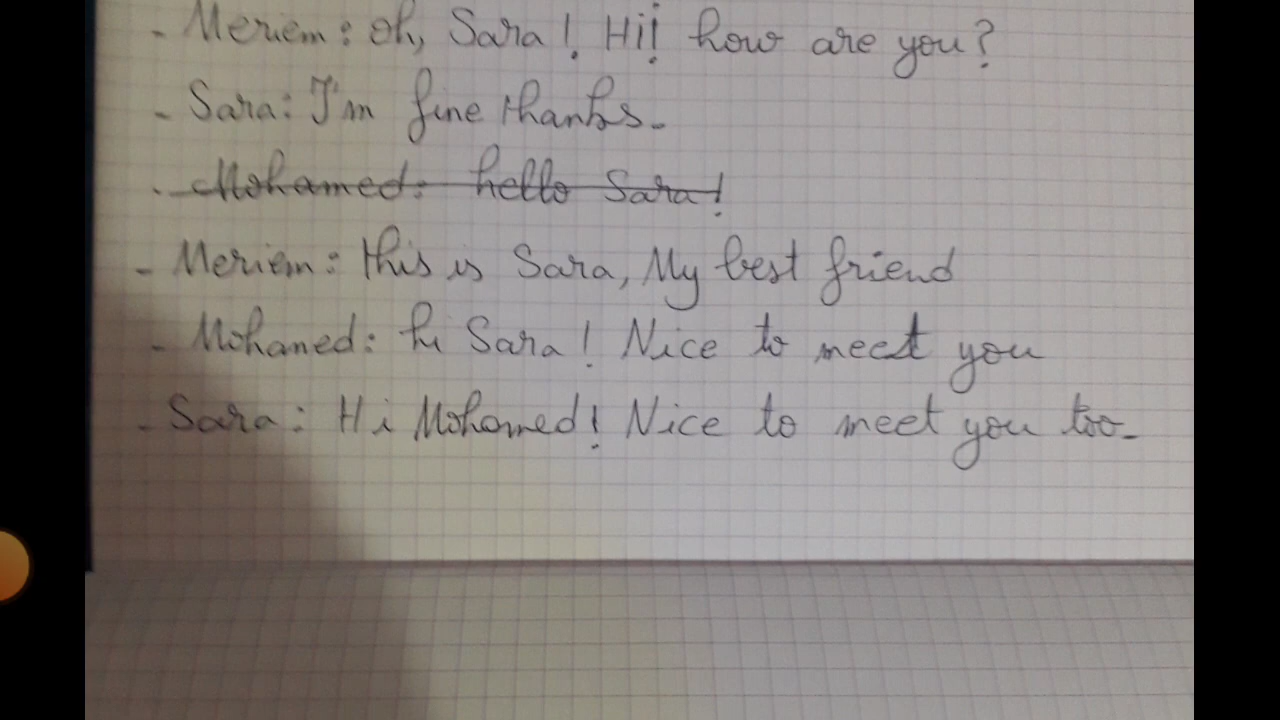 - Meriem: oh, Sara! Hi! how are you?
- Sara: I'm fine thanks.
- Mohamed: hello Sara!
- Meriem: this is Sara, My best friend
- Mohamed: hi Sara! Nice to meet you
- Sara: Hi Mohamed! Nice to meet you too.